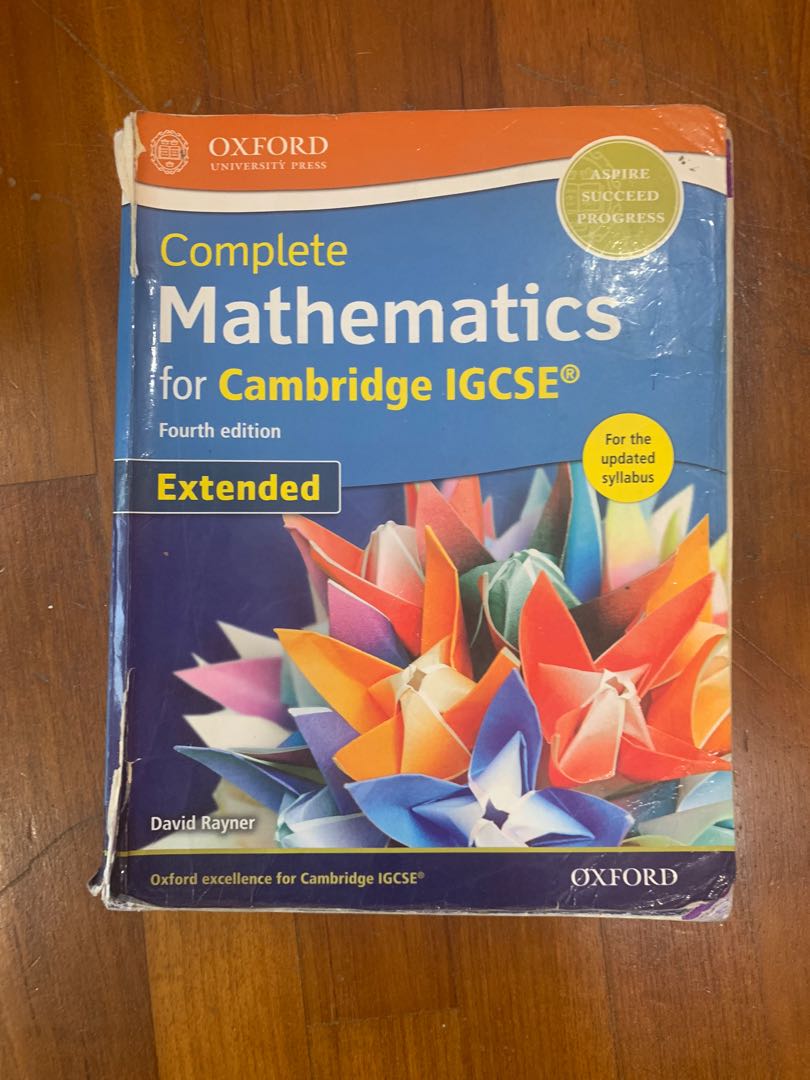 OXFORD
UNIVERSITY PRESS
ASPIRE
SUCCEED
PROGRESS
Complete
Mathematics
for Cambridge IGCSE®
Fourth edition
For the
updated
syllabus
Extended
David Rayner
Oxford excellence for Cambridge IGCSE®
OXFORD